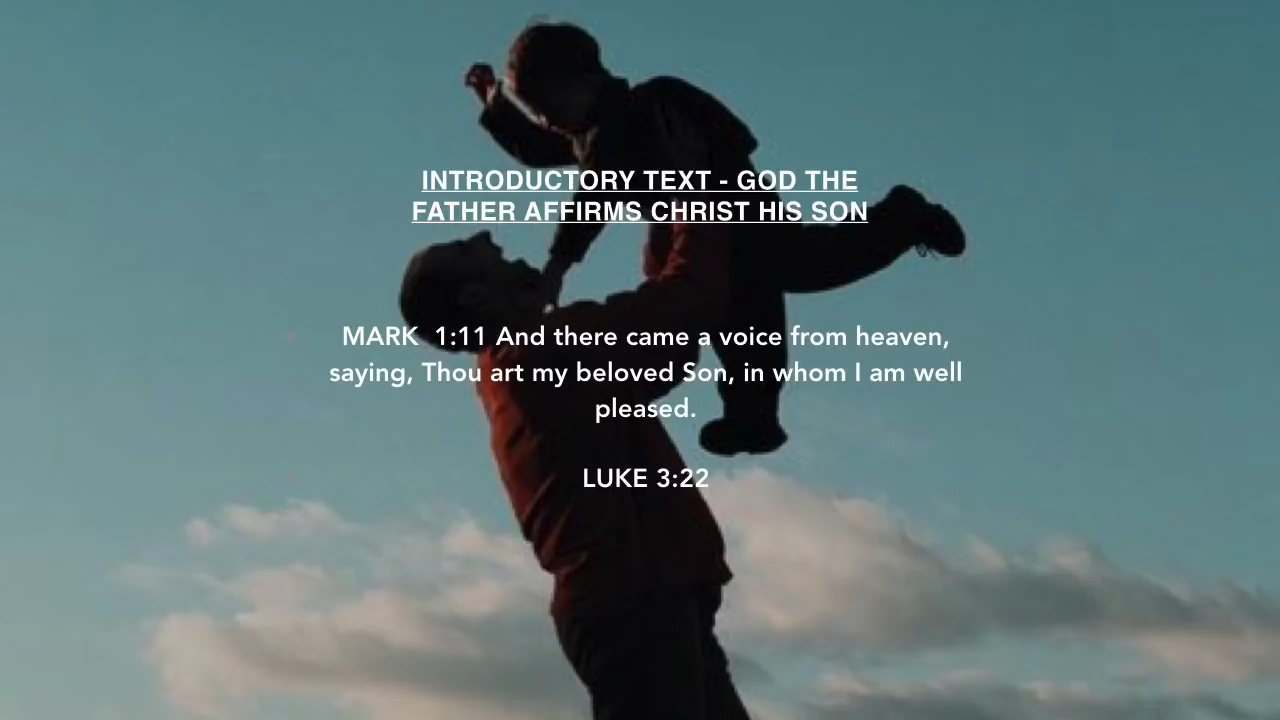 INTRODUCTORY TEXT - GOD THE
FATHER AFFIRMS CHRIST HIS SON
MARK  1:11 And there came a voice from heaven,
saying, Thou art my beloved Son, in whom I am well
pleased.
LUKE 3:22